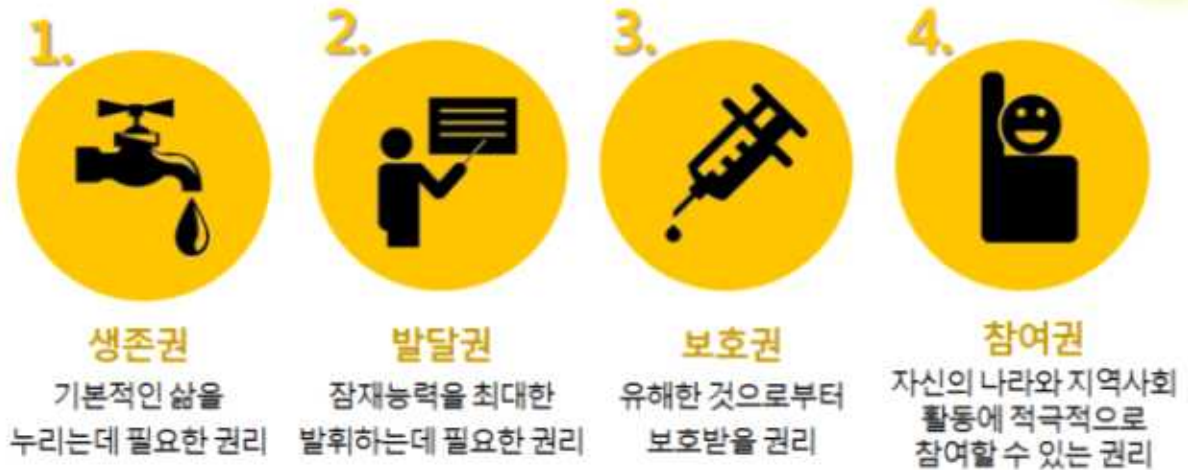 1.
생존권
기본적인 삶을
누리는데 필요한 권리
2.
발달권
잠재능력을 최대한
발휘하는데 필요한 권리
3.
보호권
유해한 것으로부터
보호받을 권리
4.
참여권
자신의 나라와 지역사회
활동에 적극적으로
참여할 수 있는 권리